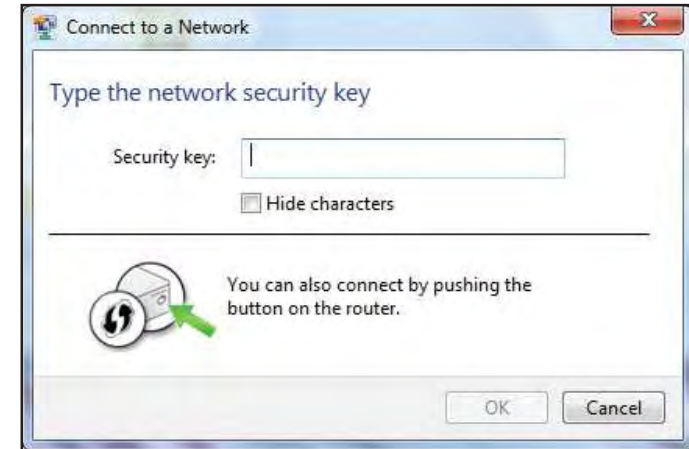 Connect to a Network
Type the network security key
Security key:
Hide characters
You can also connect by pushing the
button on the router.
OK
Cancel